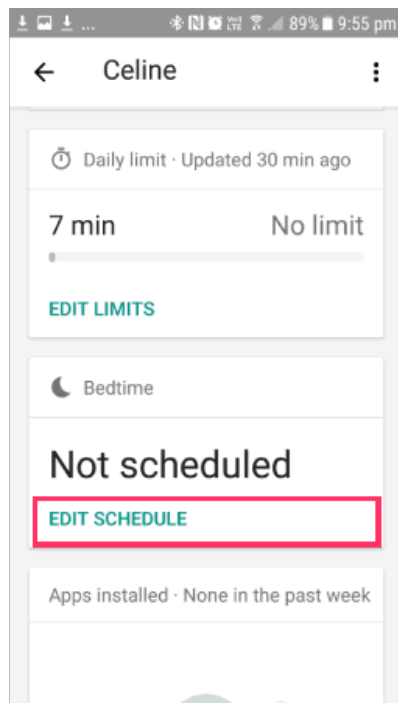 ... 89% 9:55 pm
Celine
Daily limit · Updated 30 min ago
7 min No limit
EDIT LIMITS
Bedtime
Not scheduled
EDIT SCHEDULE
Apps installed · None in the past week